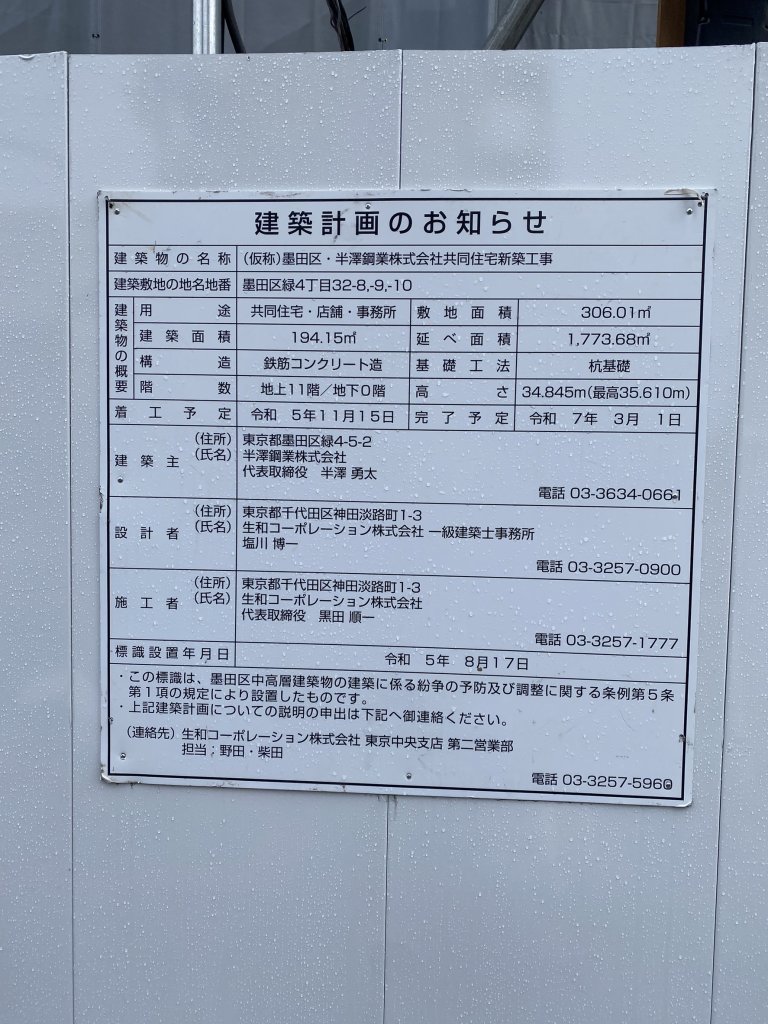 建築計画のお知らせ
建築物の名称 (仮称)墨田区・半澤鋼業株式会社共同住宅新築工事
建築敷地の地名地番 墨田区緑4丁目32-8,-9,-10
建築物の概要
用途 共同住宅・店舗・事務所 敷地面積 306.01㎡
建築面積 194.15㎡ 延べ面積 1,773.68㎡
構造 鉄筋コンクリート造 基礎工法 杭基礎
階数 地上11階/地下0階 高さ 34.845m(最高35.610m)
着工予定 令和 5年11月15日 完了予定 令和 7年 3月 1日
建築主 (住所) 東京都墨田区緑4-5-2
(氏名) 半澤鋼業株式会社
代表取締役 半澤 勇太
電話 03-3634-0661
設計者 (住所) 東京都千代田区神田淡路町1-3
(氏名) 生和コーポレーション株式会社 一級建築士事務所
塩川 博一
電話 03-3257-0900
施工者 (住所) 東京都千代田区神田淡路町1-3
(氏名) 生和コーポレーション株式会社
代表取締役 黒田 順一
電話 03-3257-1777
標識設置年月日 令和 5年 8月17日
・この標識は、墨田区中高層建築物の建築に係る紛争の予防及び調整に関する条例第5条
第1項の規定により設置したものです。
・上記建築計画についての説明の申出は下記へ御連絡ください。
(連絡先)生和コーポレーション株式会社 東京中央支店 第二営業部
担当:野田・柴田
電話 03-3257-5960